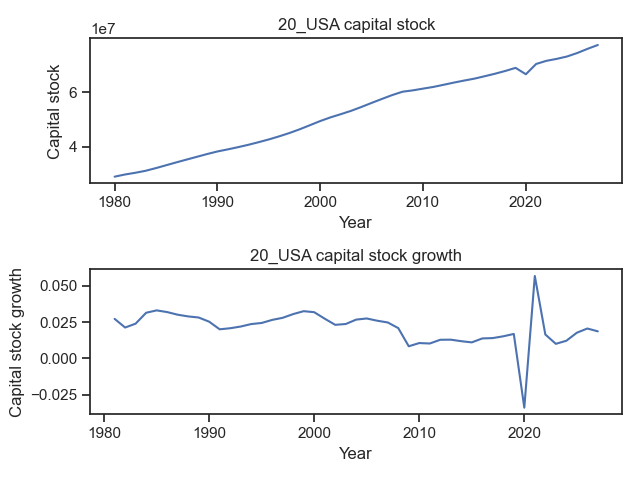 20_USA capital stock
1e7
Capital stock
6
4
1980 1990 2000 2010 2020
Year
20_USA capital stock growth
Capital stock growth
0.050
0.025
0.000
−0.025
1980 1990 2000 2010 2020
Year